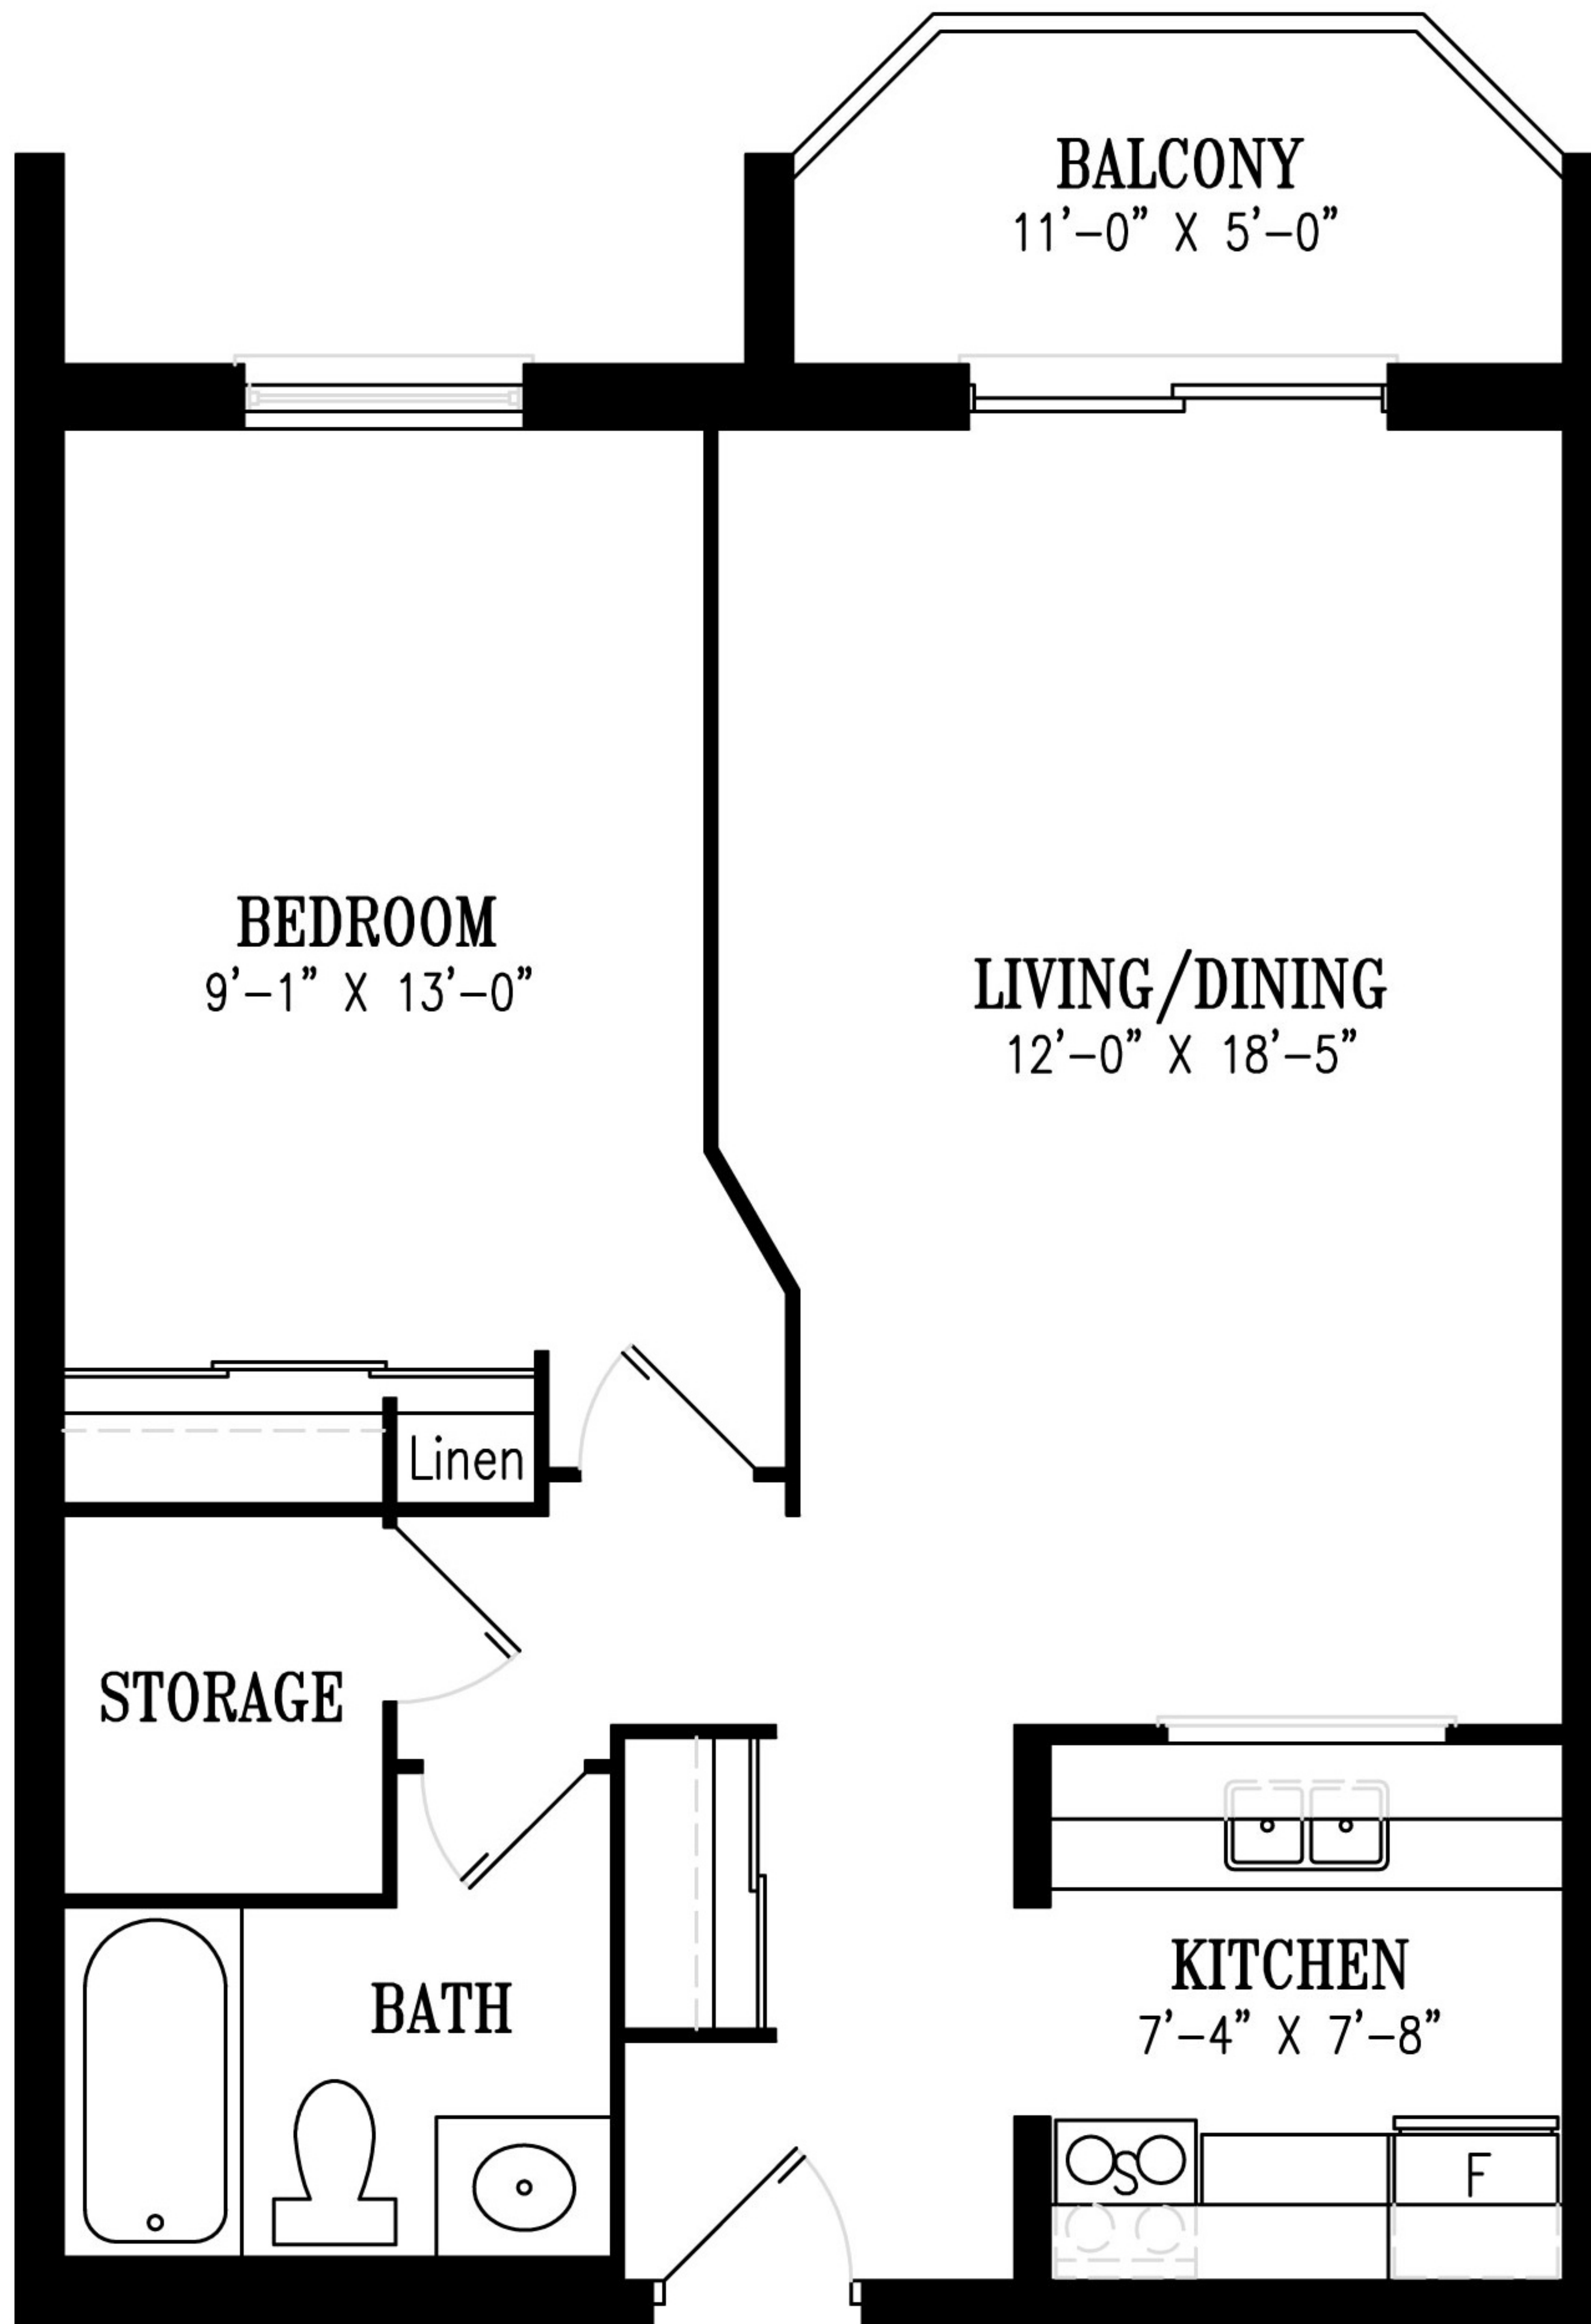 BALCONY
11'-0" X 5'-0"
BEDROOM
9'-1" X 13'-0"
LIVING/DINING
12'-0" X 18'-5"
Linen
STORAGE
BATH
KITCHEN
7'-4" X 7'-8"
S
F